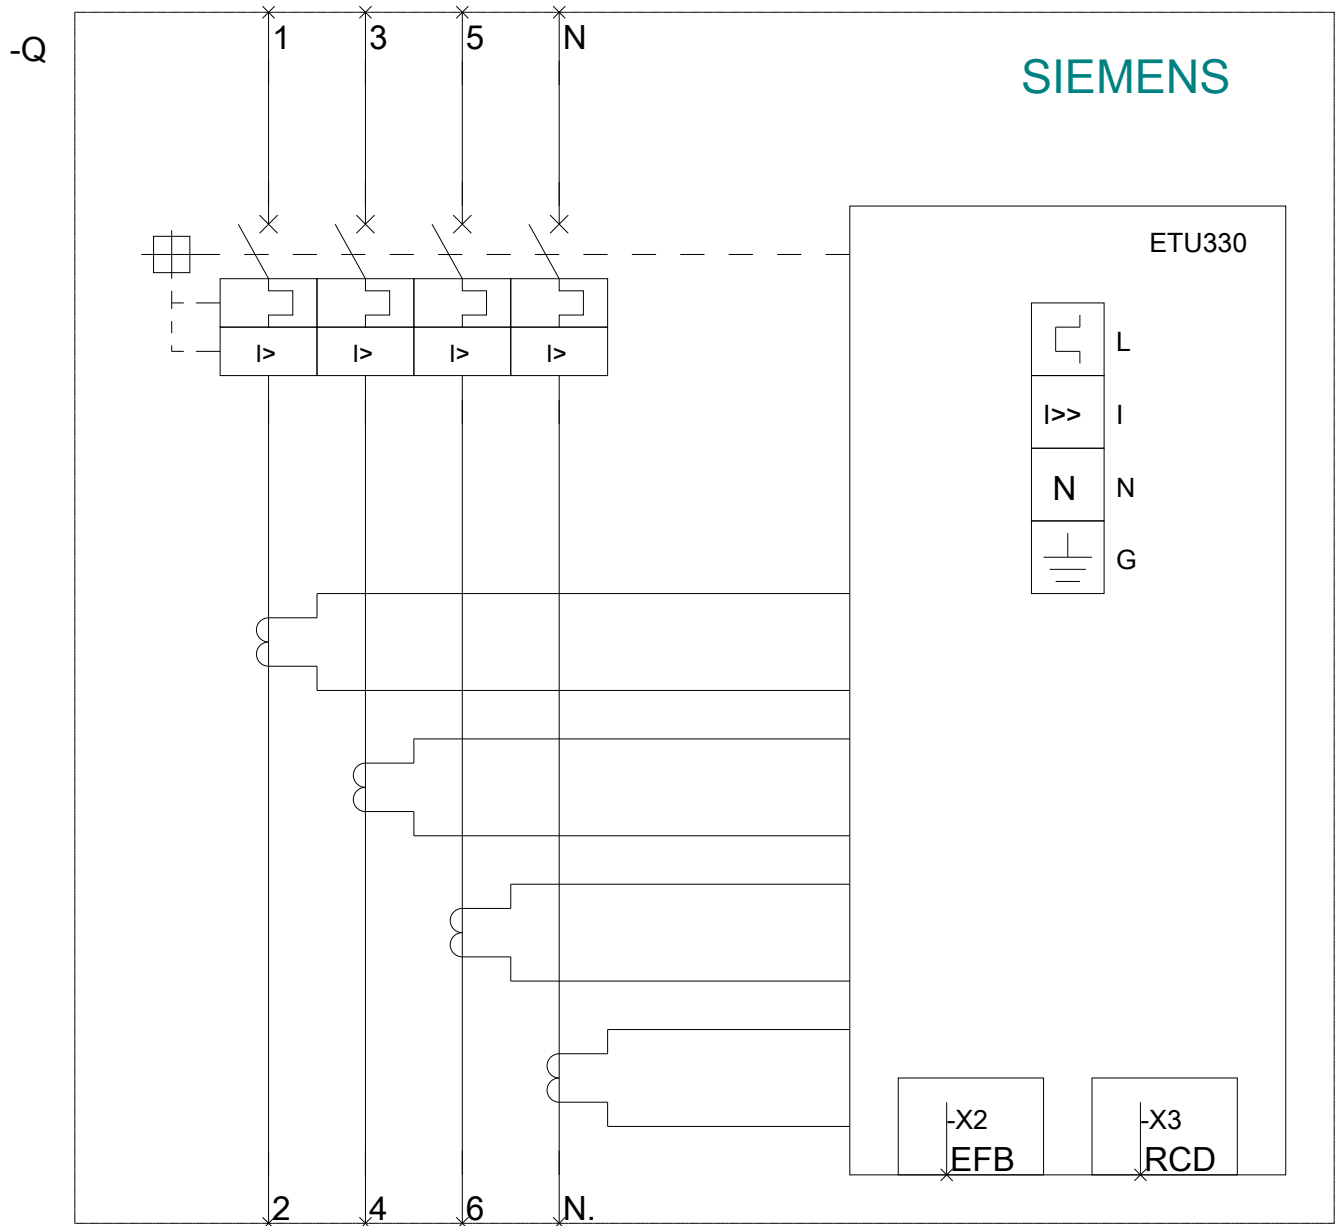 1 3 5 N
-Q
SIEMENS
ETU330
I> I> I> I>
L
I>> I
N N
G
-X2 -X3
EFB RCD
2 4 6 N.